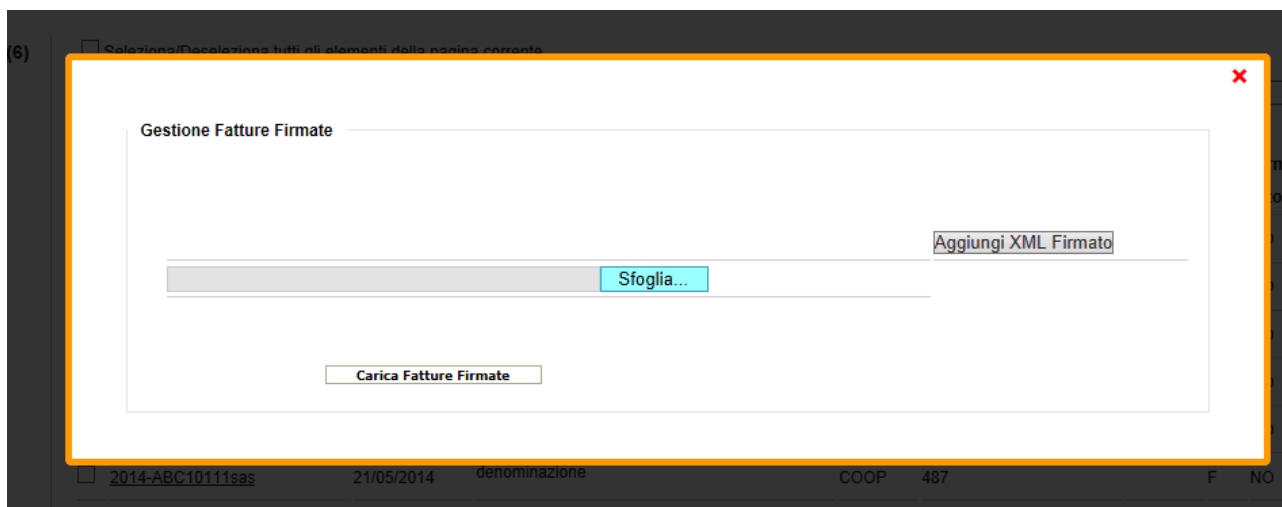 (6)
Seleziona/Deseleziona tutti gli elementi della pagina corrente
Gestione Fatture Firmate
Aggiungi XML Firmato
Sfoglia...
Carica Fatture Firmate
2014-ABC10111sas 21/05/2014 denominazione COOP 487 F NO